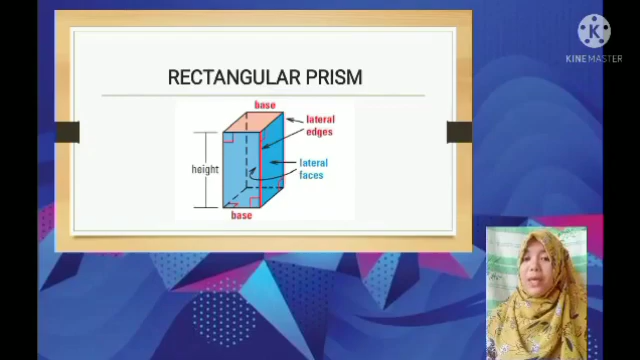 K
KINEMASTER
RECTANGULAR PRISM
base
lateral
edges
height
lateral
faces
base